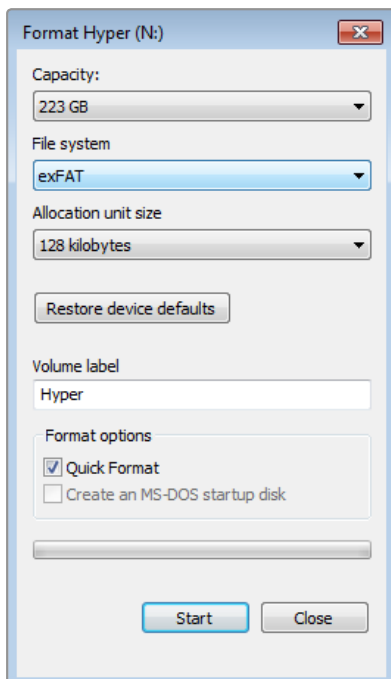 Format Hyper (N:)
Capacity:
223 GB
File system
exFAT
Allocation unit size
128 kilobytes
Restore device defaults
Volume label
Hyper
Format options
Quick Format
Create an MS-DOS startup disk
Start Close